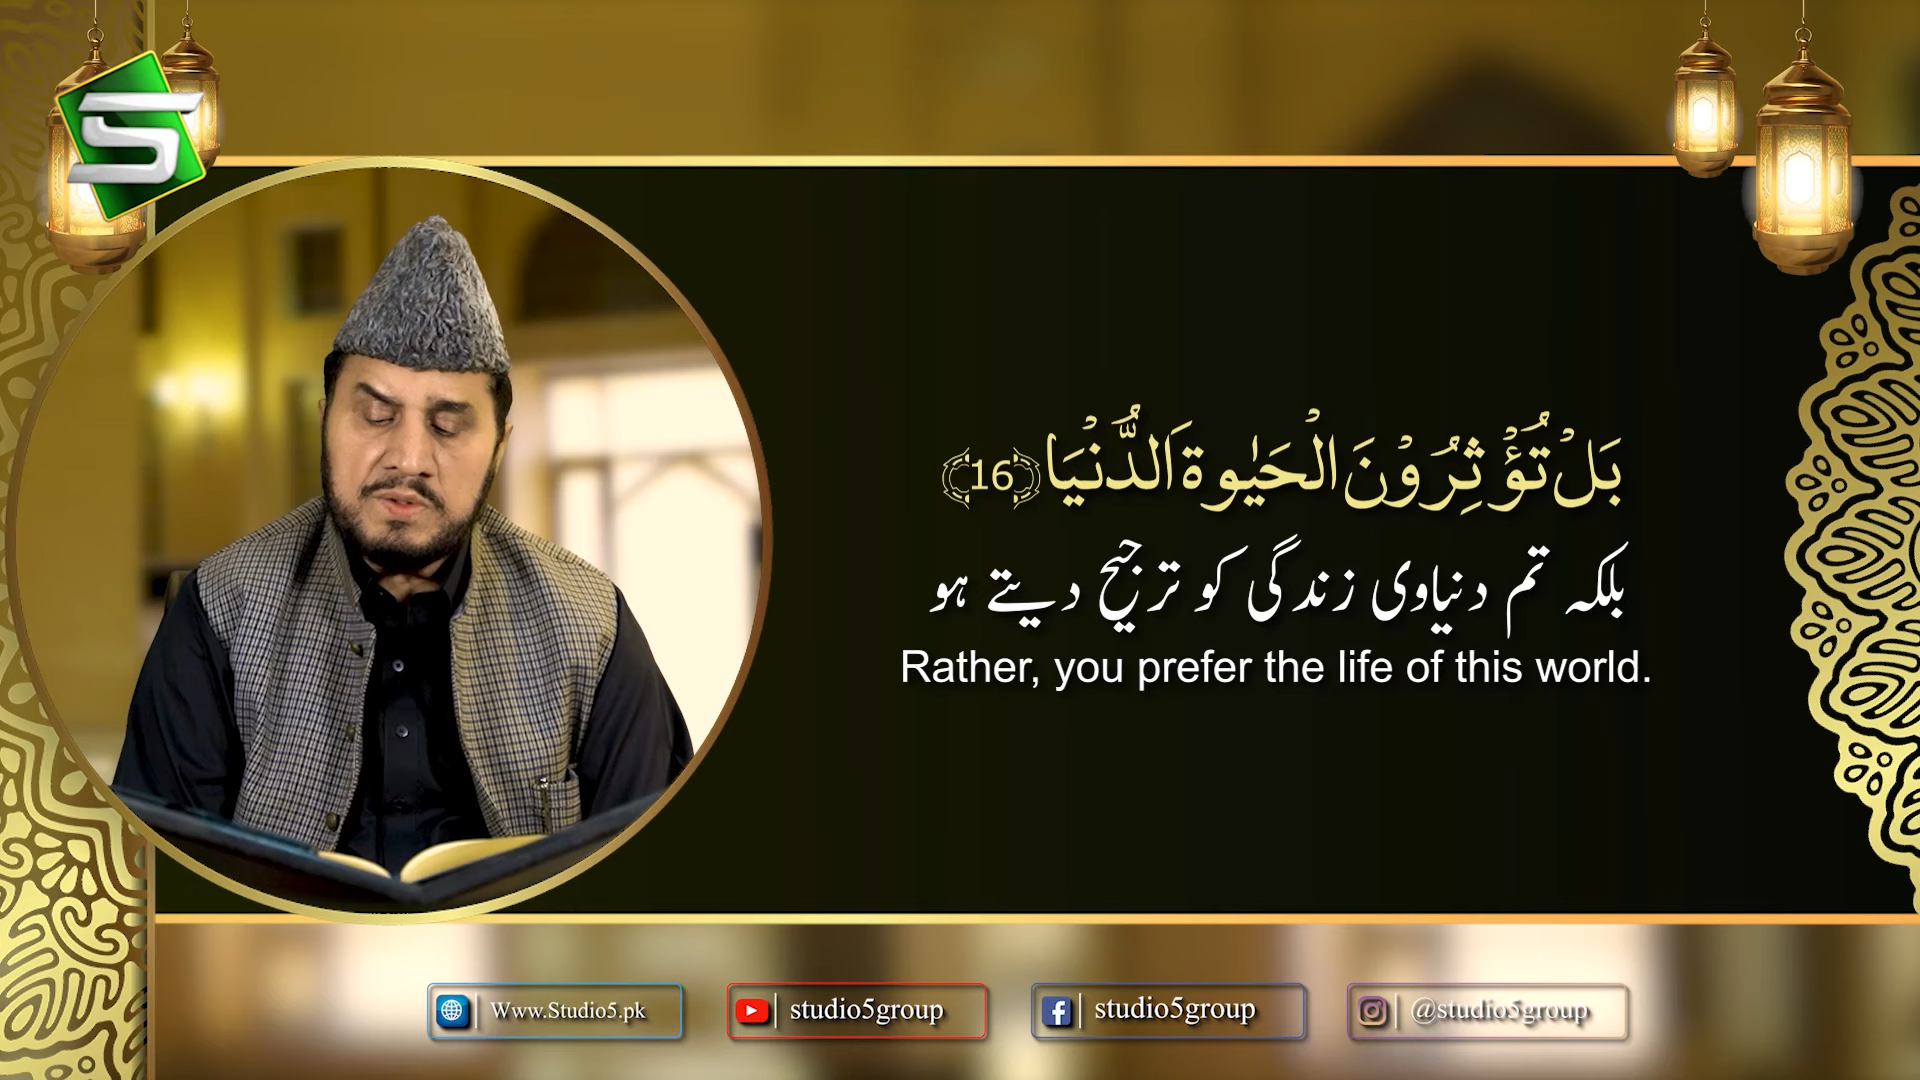 بَلْ تُؤْثِرُوْنَ الْحَيٰوةَ الدُّنْيَا ﴿16﴾
بلکہ تم دنیاوی زندگی کو ترجیح دیتے ہو
Rather, you prefer the life of this world.
Www.Studio5.pk
studio5group
studio5group
@studio5group